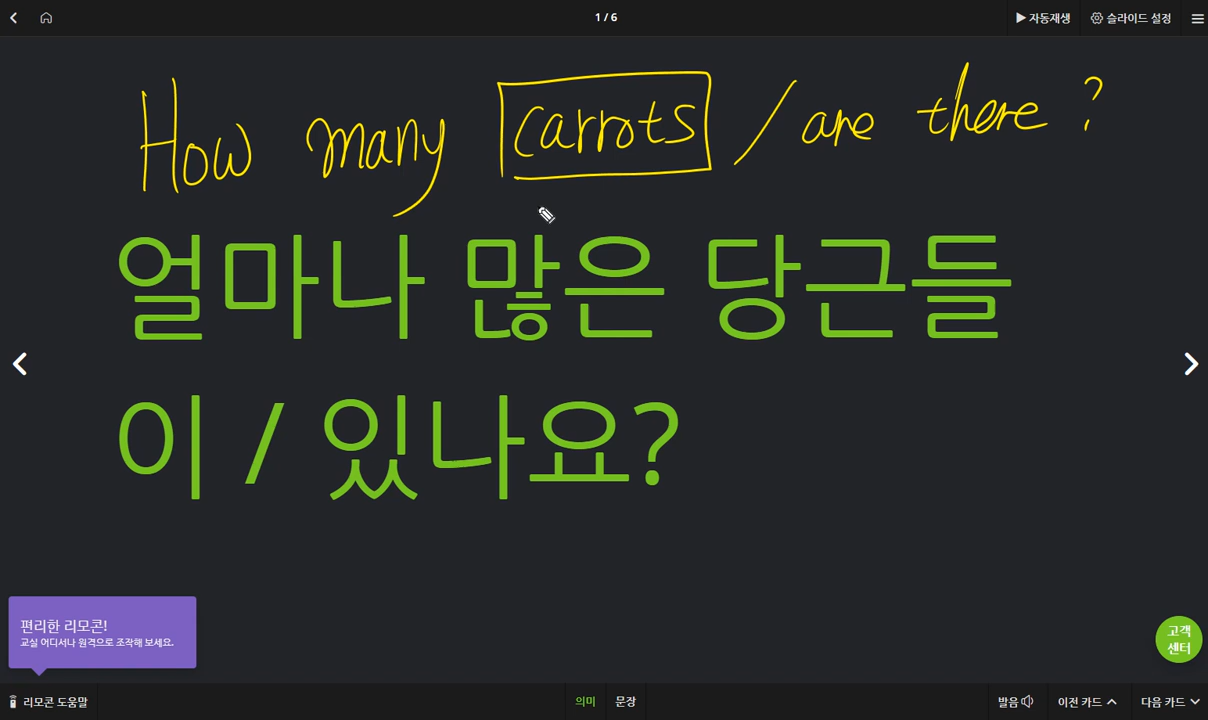 1 / 6
자동재생
슬라이드 설정
How many carrots / are there ?
얼마나 많은 당근들
이 / 있나요?
편리한 리모콘!
교실 어디서나 원격으로 조작해 보세요.
고객
센터
리모콘 도움말
의미
문장
발음
이전 카드
다음 카드